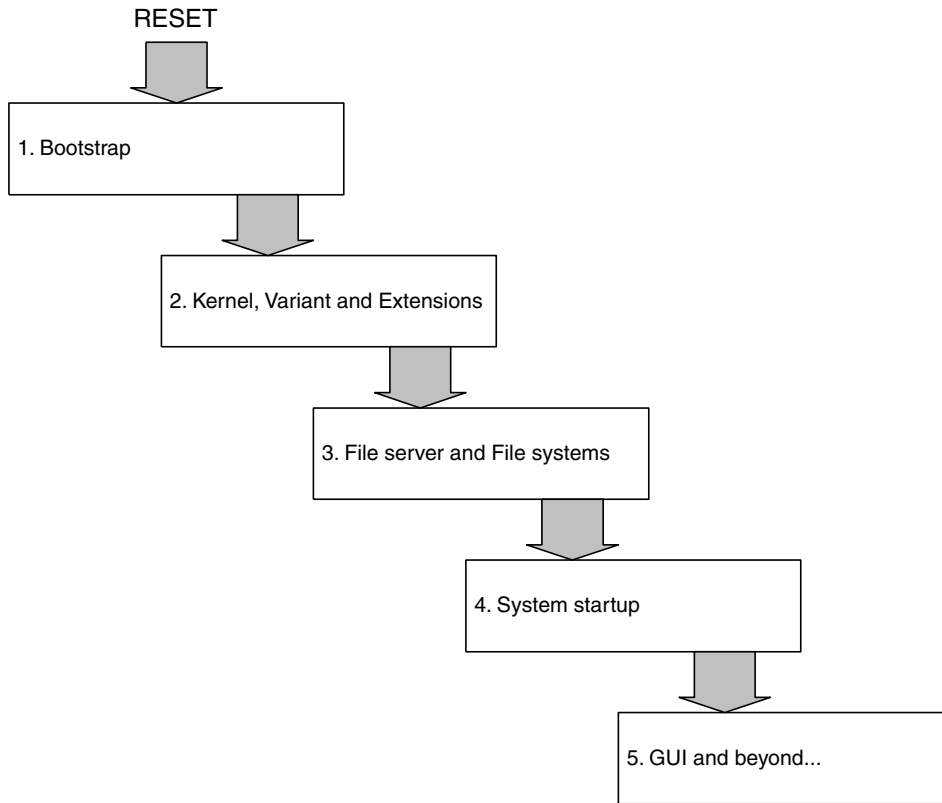 RESET
1. Bootstrap
2. Kernel, Variant and Extensions
3. File server and File systems
4. System startup
5. GUI and beyond...